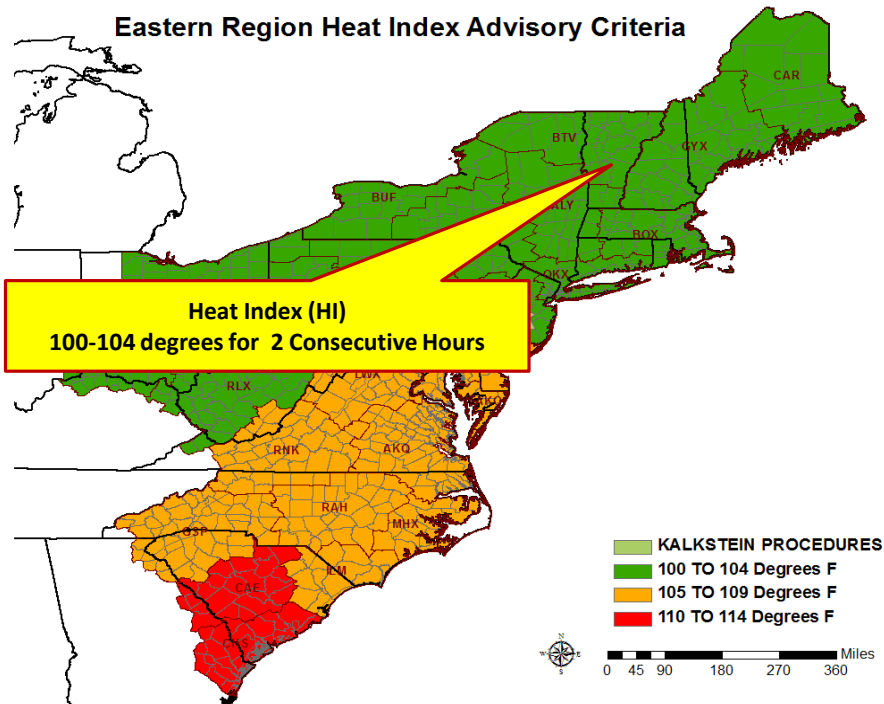 Eastern Region Heat Index Advisory Criteria
CAR
BTV
GYX
BUF
ALY
BOX
OKX
Heat Index (HI)
100-104 degrees for 2 Consecutive Hours
LWX
RLX
RNK
AKQ
RAH
MHX
GSP
ILM
CAE
KALKSTEIN PROCEDURES
100 TO 104 Degrees F
105 TO 109 Degrees F
110 TO 114 Degrees F
N
W E
S
Miles
0 45 90 180 270 360